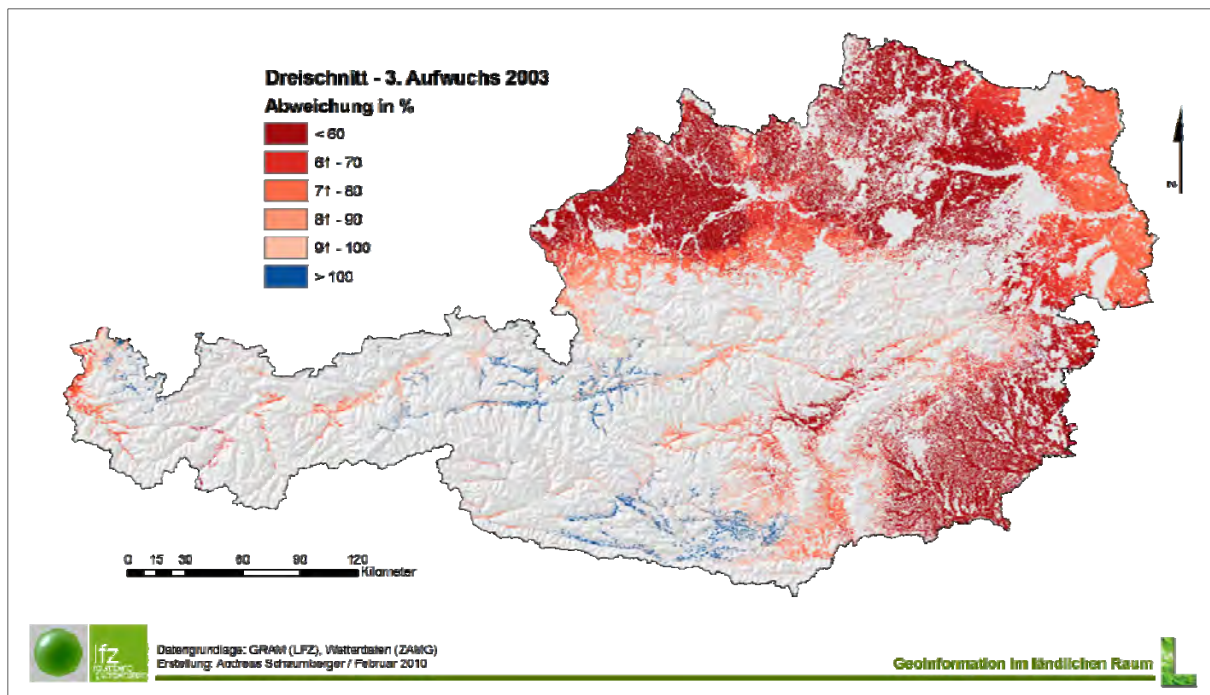 Dreischnitt - 3. Aufwuchs 2003
Abweichung in %
< 60
61 - 70
71 - 80
81 - 90
91 - 100
> 100
N
0 15 30 60 90 120
Kilometer
lfz
raumberg
gumpenstein
Datengrundlage: GRAM (LFZ), Wetterdaten (ZAMG)
Erstellung: Andreas Schaumberger / Februar 2010
Geoinformation im ländlichen Raum